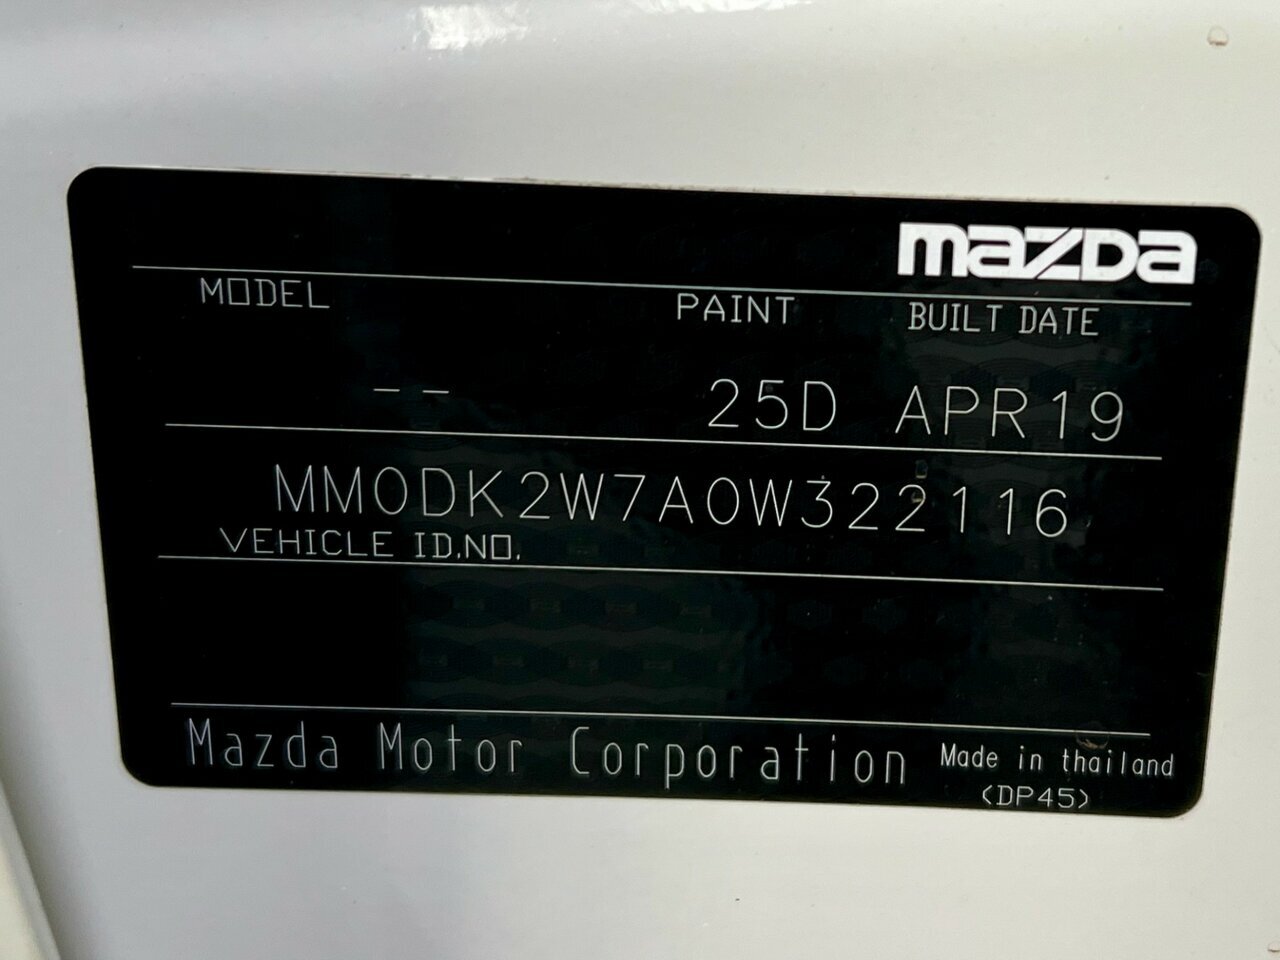 mazda
MODEL PAINT BUILT DATE
-- 25D APR19
MM0DK2W7A0W322116
VEHICLE ID.NO.
Mazda Motor Corporation Made in thailand
(DP45)